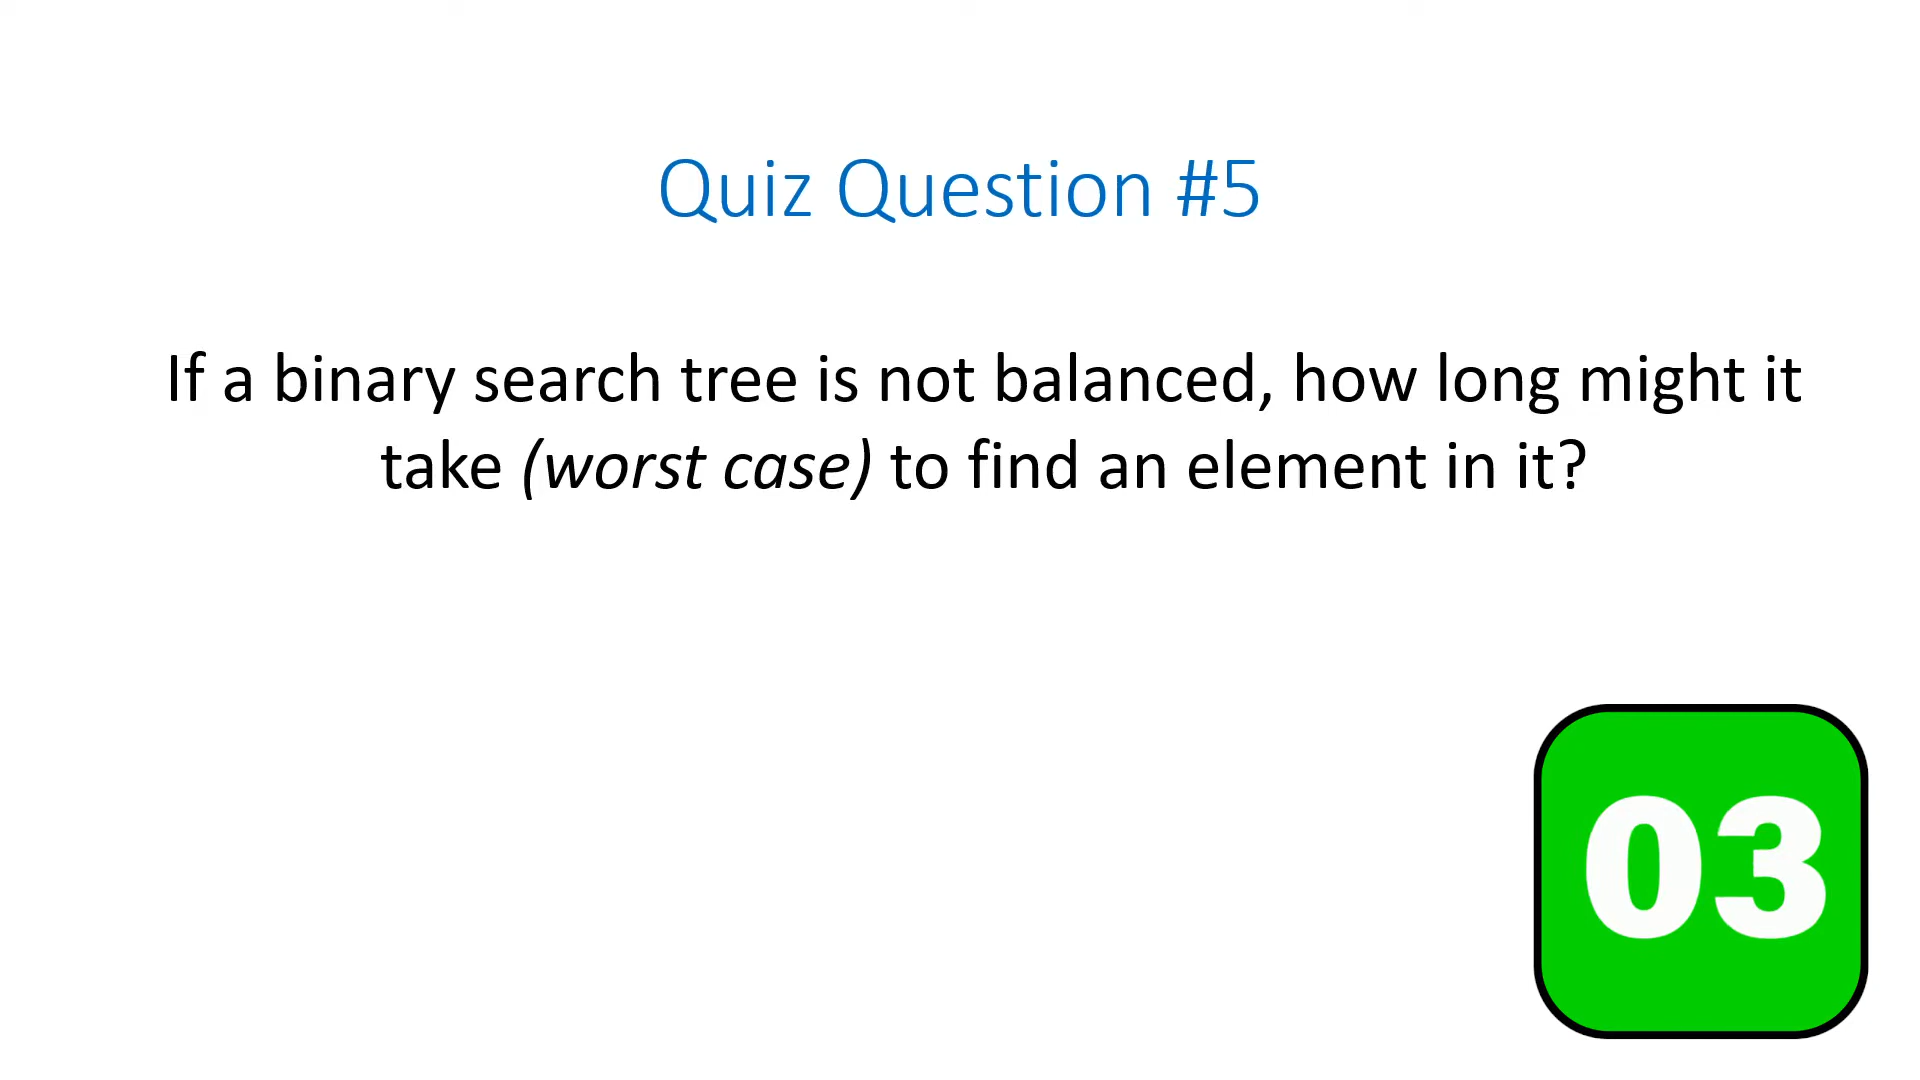 Quiz Question #5
If a binary search tree is not balanced, how long might it
take (worst case) to find an element in it?
03